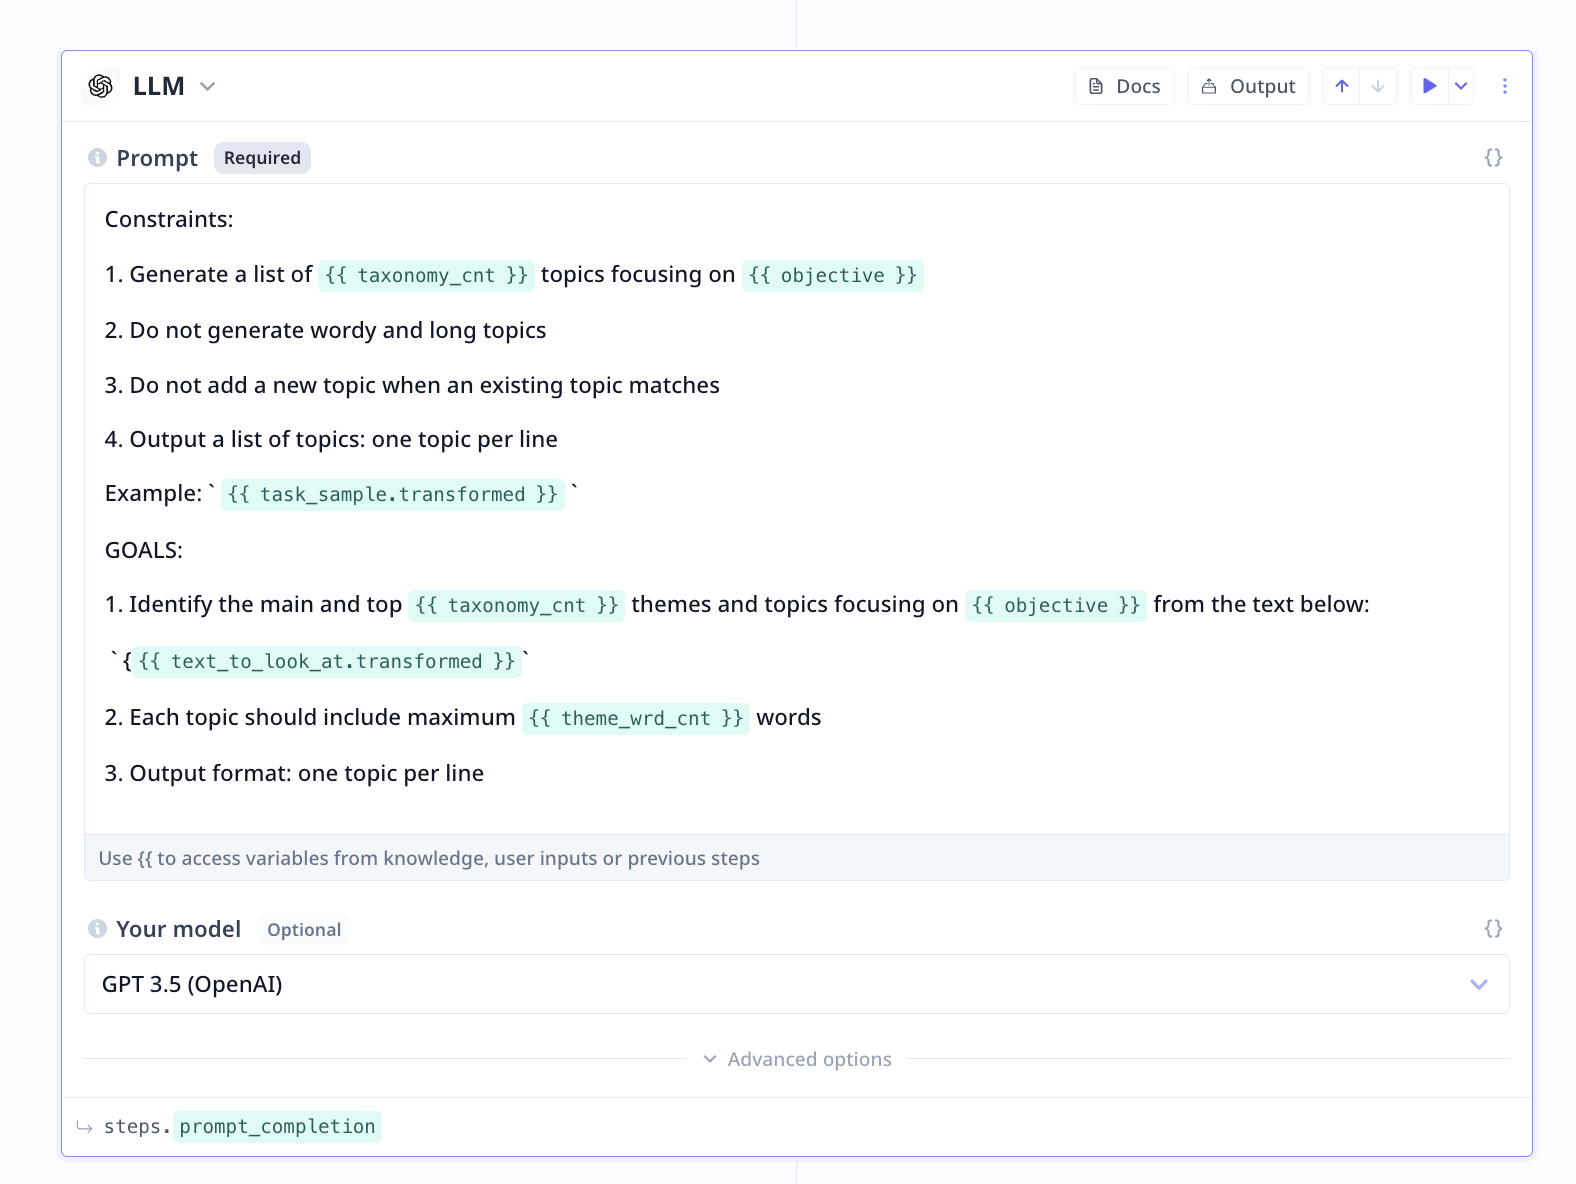 LLM
Docs
Output
Prompt Required
{}
Constraints:
1. Generate a list of {{ taxonomy_cnt }} topics focusing on {{ objective }}
2. Do not generate wordy and long topics
3. Do not add a new topic when an existing topic matches
4. Output a list of topics: one topic per line
Example: ` {{ task_sample.transformed }} `
GOALS:
1. Identify the main and top {{ taxonomy_cnt }} themes and topics focusing on {{ objective }} from the text below:
`{{{ text_to_look_at.transformed }}`
2. Each topic should include maximum {{ theme_wrd_cnt }} words
3. Output format: one topic per line
Use {{ to access variables from knowledge, user inputs or previous steps
Your model Optional
{}
GPT 3.5 (OpenAI)
Advanced options
steps.prompt_completion